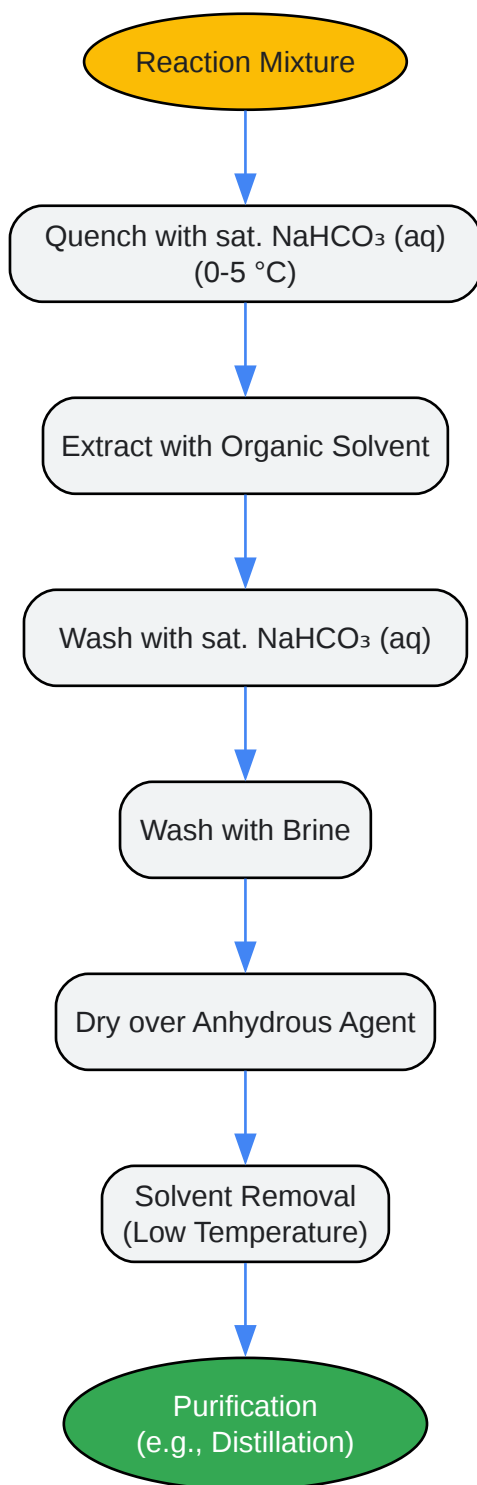 Reaction Mixture
Quench with sat. NaHCO₃ (aq)
(0-5 °C)
Extract with Organic Solvent
Wash with sat. NaHCO₃ (aq)
Wash with Brine
Dry over Anhydrous Agent
Solvent Removal
(Low Temperature)
Purification
(e.g., Distillation)